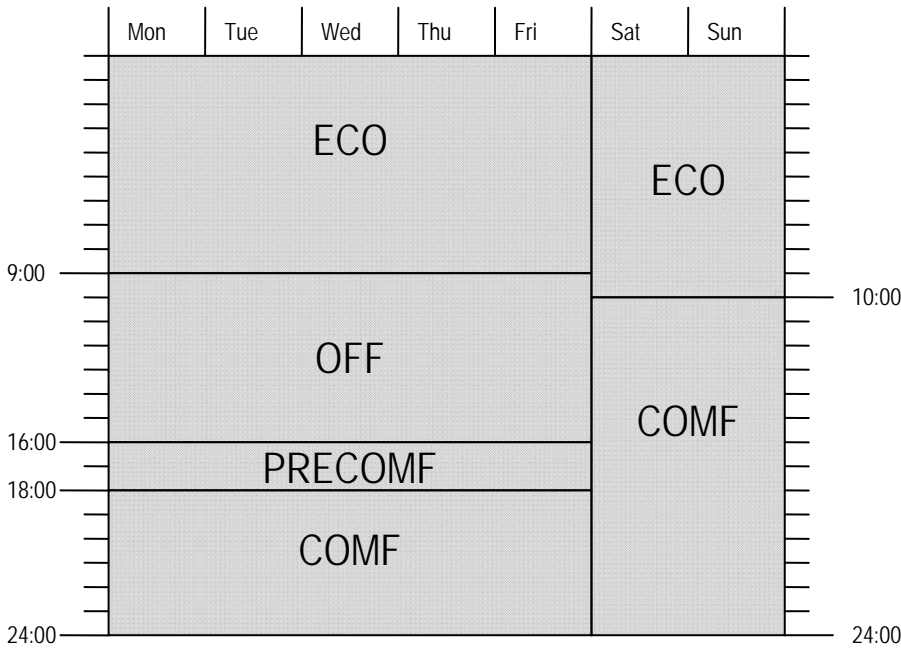 Mon Tue Wed Thu Fri Sat Sun
ECO
ECO
9:00
10:00
OFF
COMF
16:00
PRECOMF
18:00
COMF
24:00 24:00